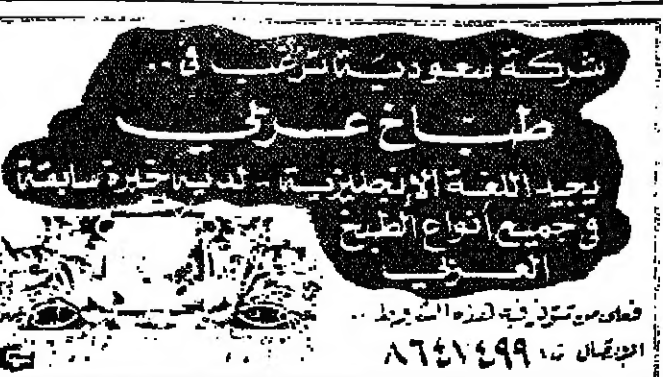 شركة سعودية ترغب في ..
طباخ عربي
يجيد اللغة الإنجليزية - لديه خبرة سابقة
في جميع أنواع الطبخ
العربي
فعلى من تتوفر فيه هذه الشروط ..
الاتصال ت: ٨٦٤١٤٩٩